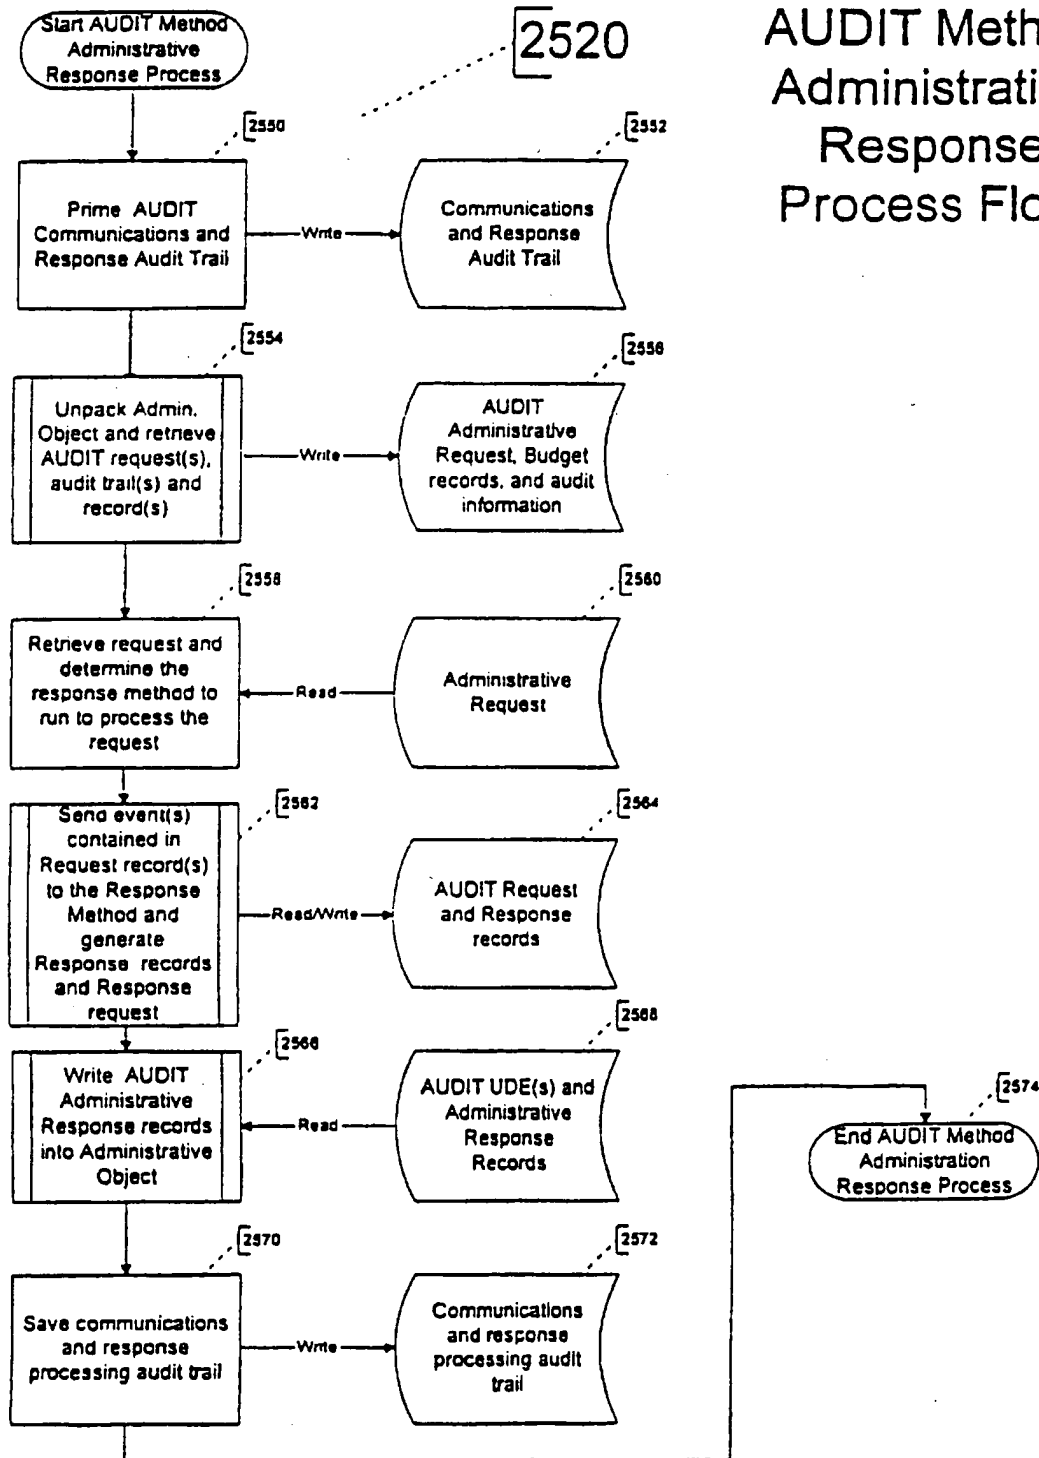 Start AUDIT Method
Administrative
Response Process
2520
AUDIT Meth
Administrati
Response
Process Flo
2550
Prime AUDIT
Communications and
Response Audit Trail
Write
2552
Communications
and Response
Audit Trail
2554
Unpack Admin.
Object and retrieve
AUDIT request(s),
audit trail(s) and
record(s)
Write
2556
AUDIT
Administrative
Request, Budget
records, and audit
information
2558
Retrieve request and
determine the
response method to
run to process the
request
Read
2560
Administrative
Request
2562
Send event(s)
contained in
Request record(s)
to the Response
Method and
generate
Response records
and Response
request
Read/Write
2564
AUDIT Request
and Response
records
2566
Write AUDIT
Administrative
Response records
into Administrative
Object
Read
2568
AUDIT UDE(s) and
Administrative
Response
Records
2570
Save communications
and response
processing audit trail
Write
2572
Communications
and response
processing audit
trail
2574
End AUDIT Method
Administration
Response Process